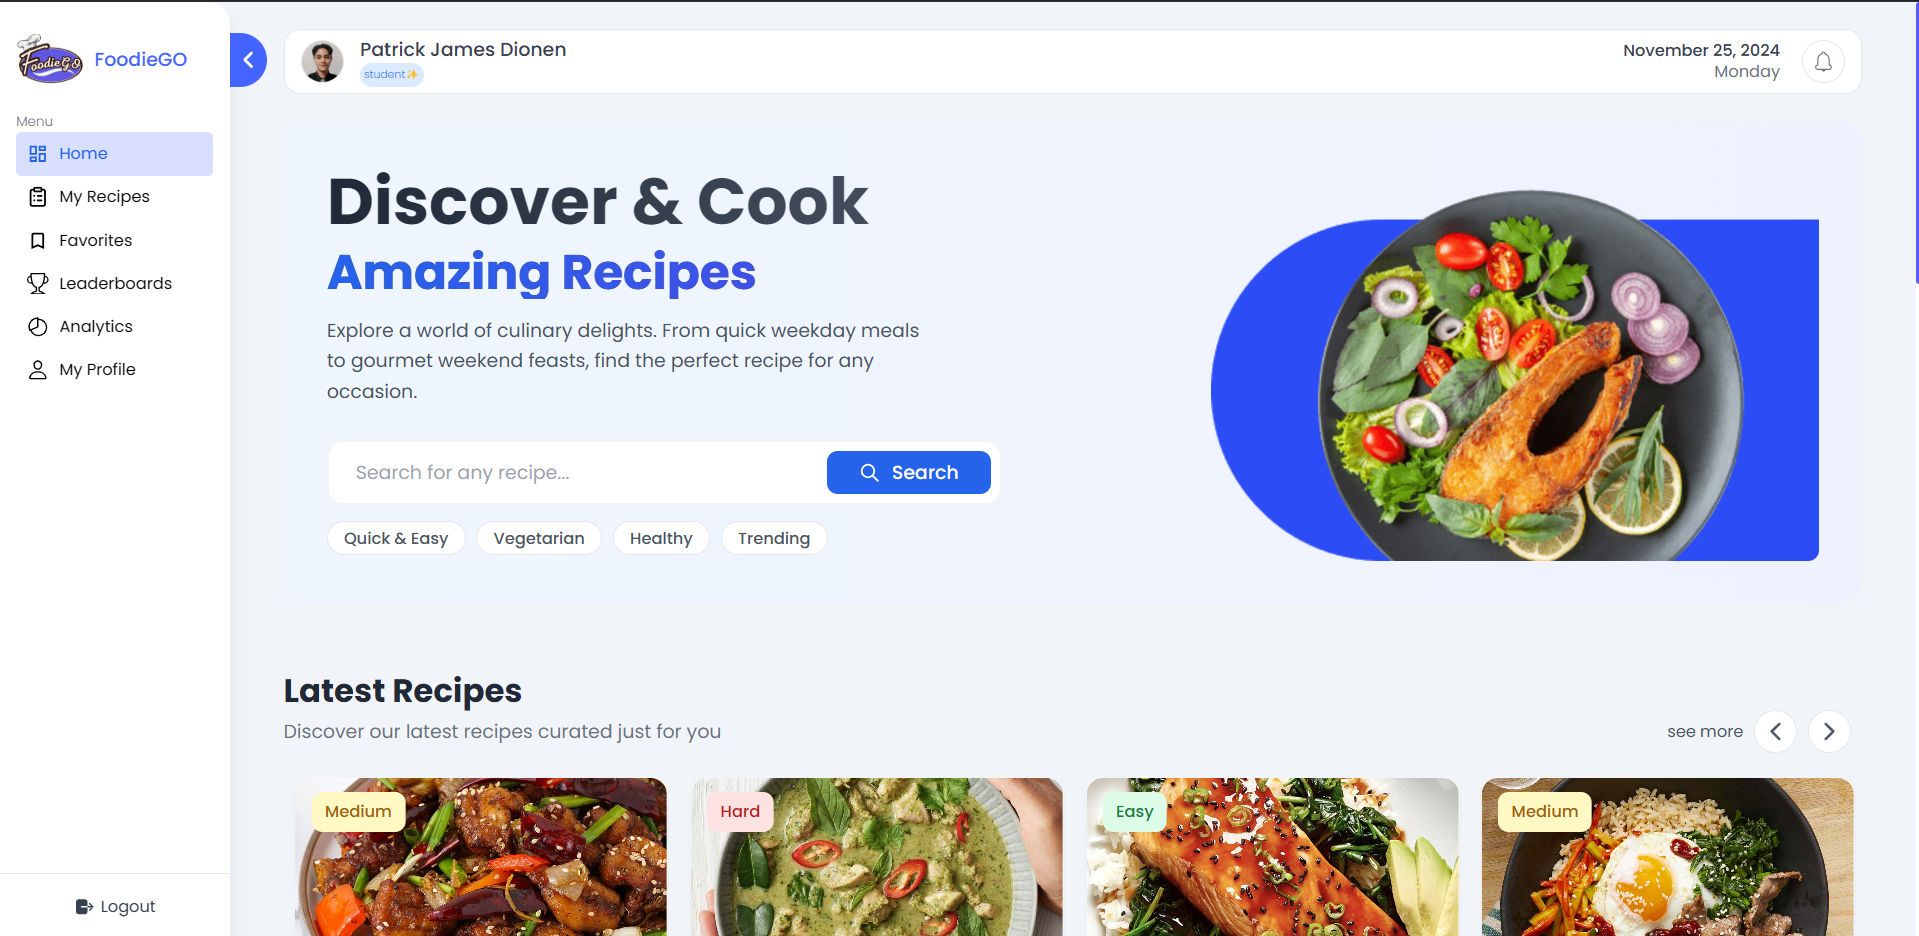 FoodieGO
FoodieGO
Menu
Home
My Recipes
Favorites
Leaderboards
Analytics
My Profile
Logout
Patrick James Dionen
student✨
November 25, 2024
Monday
Discover & Cook
Amazing Recipes
Explore a world of culinary delights. From quick weekday meals
to gourmet weekend feasts, find the perfect recipe for any
occasion.
Search for any recipe...
Search
Quick & Easy
Vegetarian
Healthy
Trending
Latest Recipes
Discover our latest recipes curated just for you
see more
Medium
Hard
Easy
Medium